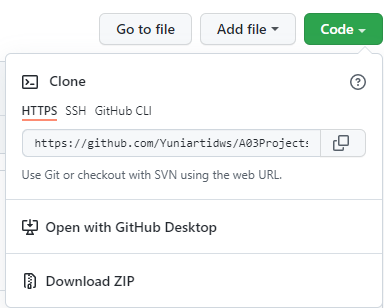 Go to file Add file Code
Clone
HTTPS SSH GitHub CLI
https://github.com/Yuniartidws/A03Projects
Use Git or checkout with SVN using the web URL.
Open with GitHub Desktop
Download ZIP